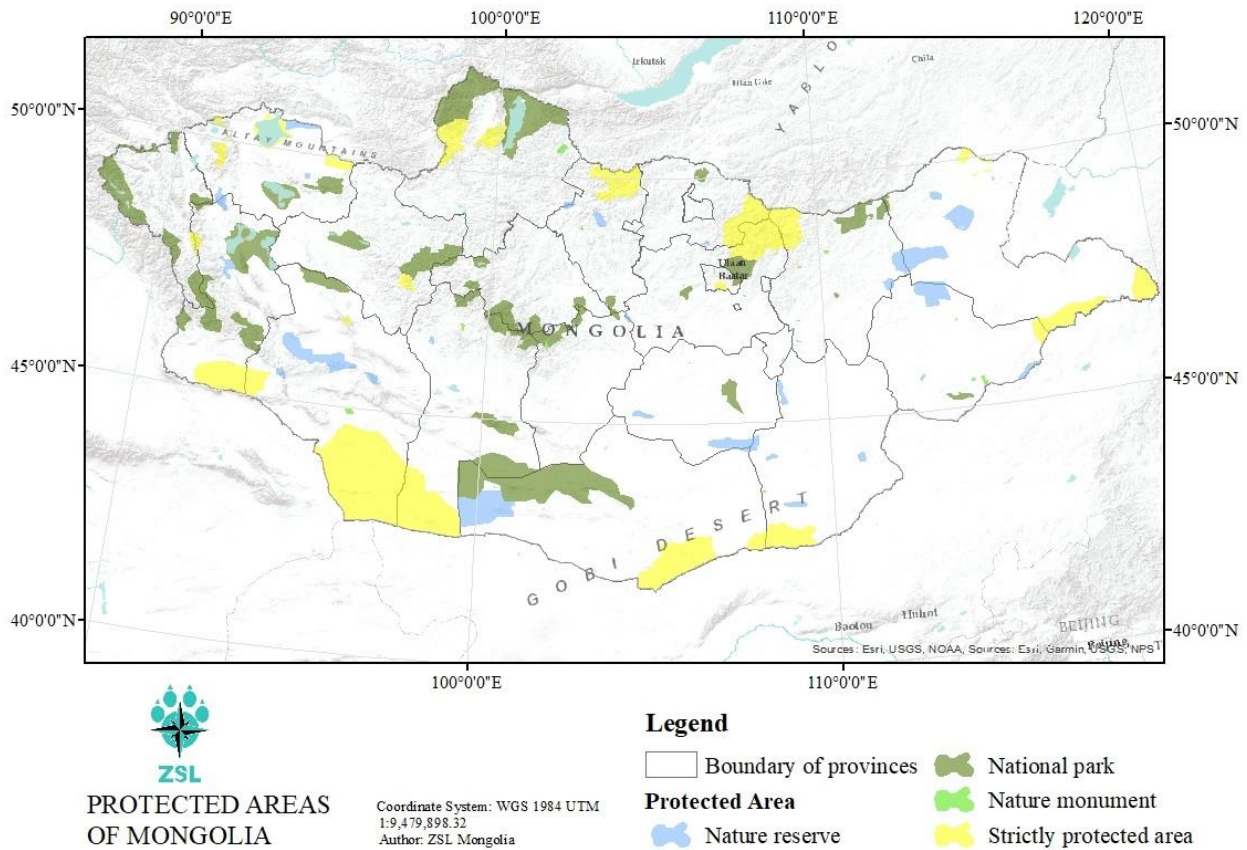 90°0'0"E 100°0'0"E 110°0'0"E 120°0'0"E
Irkutsk
Ulan Ude
Chita
YABLO
50°0'0"N
50°0'0"N
ALTAY MOUNTAINS
Ulaan
Baatar
MONGOLIA
45°0'0"N
45°0'0"N
GOBI DESERT
40°0'0"N
40°0'0"N
Baotou
Huhot
BEIJING
Beijing
T
Sources: Esri, USGS, NOAA, Sources: Esri, Garmin, USGS, NPS
100°0'0"E 110°0'0"E
ZSL
PROTECTED AREAS
OF MONGOLIA
Coordinate System: WGS 1984 UTM
1:9,479,898.32
Author: ZSL Mongolia
Legend
Boundary of provinces
Protected Area
Nature reserve
National park
Nature monument
Strictly protected area